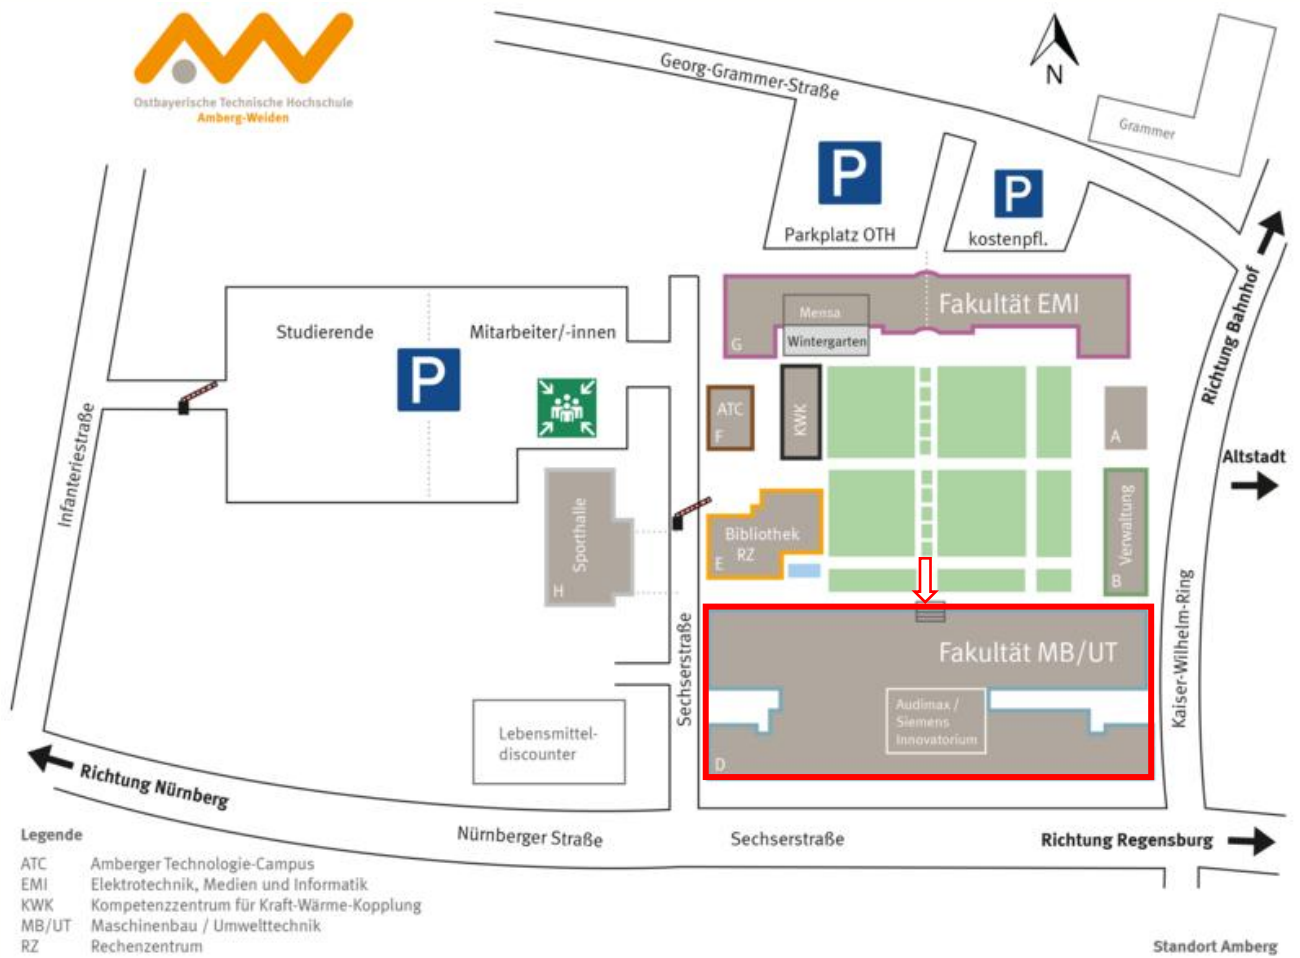 Ostbayerische Technische Hochschule
Amberg-Weiden
Georg-Grammer-Straße
N
Grammer
P
P
Parkplatz OTH
kostenpfl.
Richtung Bahnhof
Studierende
Mitarbeiter/-innen
P
Fakultät EMI
Mensa
Wintergarten
G
ATC
F
KWK
A
Altstadt
Infanteriestraße
Sporthalle
H
Bibliothek
RZ
E
Verwaltung
B
Kaiser-Wilhelm-Ring
Sechserstraße
Fakultät MB/UT
Audimax /
Siemens
Innovatorium
D
Lebensmittel-
discounter
Richtung Nürnberg
Nürnberger Straße
Sechserstraße
Richtung Regensburg
Legende
ATC Amberger Technologie-Campus
EMI Elektrotechnik, Medien und Informatik
KWK Kompetenzzentrum für Kraft-Wärme-Kopplung
MB/UT Maschinenbau / Umwelttechnik
RZ Rechenzentrum
Standort Amberg